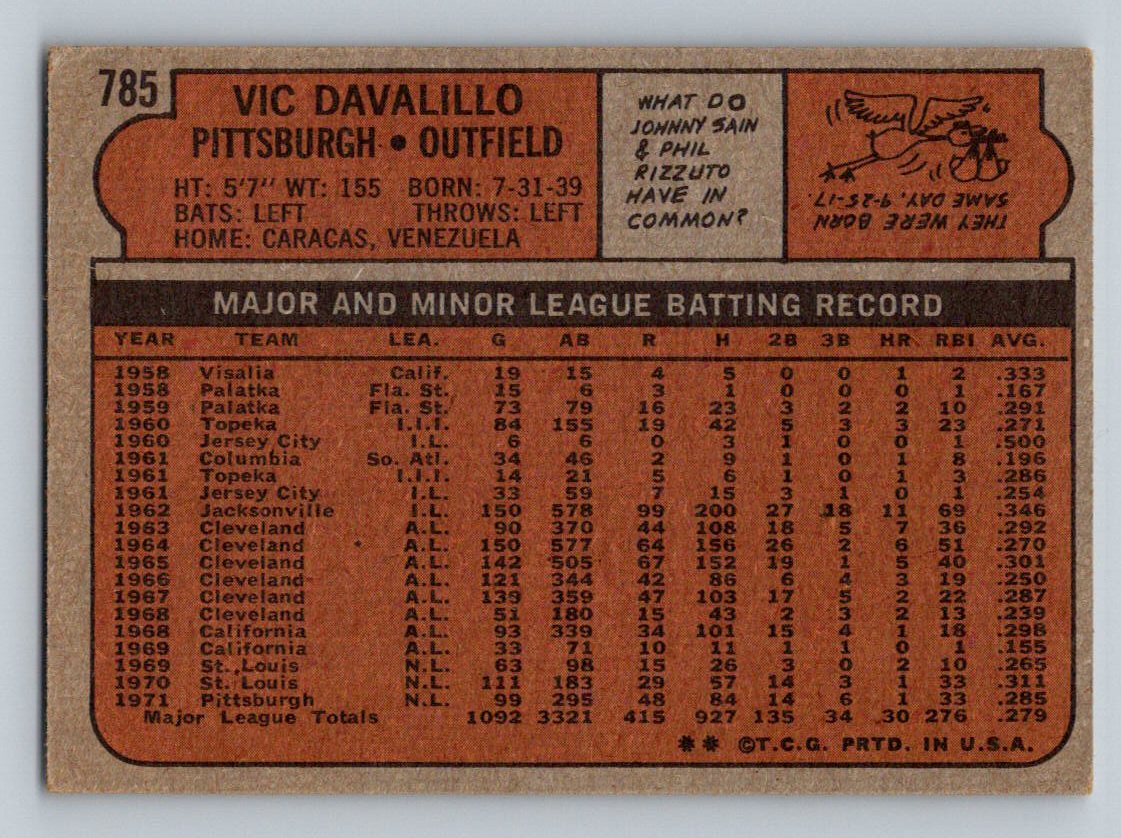 785
VIC DAVALILLO
PITTSBURGH • OUTFIELD
HT: 5'7" WT: 155 BORN: 7-31-39
BATS: LEFT THROWS: LEFT
HOME: CARACAS, VENEZUELA
WHAT DO
JOHNNY SAIN
& PHIL
RIZZUTO
HAVE IN
COMMON?
THEY WERE BORN
SAME DAY, 9-25-17.
MAJOR AND MINOR LEAGUE BATTING RECORD
YEAR TEAM LEA. G AB R H 2B 3B HR RBI AVG.
1958 Visalia Calif. 19 15 4 5 0 0 1 2 .333
1958 Palatka Fla. St. 15 6 3 1 0 0 0 1 .167
1959 Palatka Fla. St. 73 79 16 23 3 2 2 10 .291
1960 Topeka I.I.I. 84 155 19 42 5 3 3 23 .271
1960 Jersey City I.L. 6 6 0 3 1 0 0 1 .500
1961 Columbia So. Atl. 34 46 2 9 1 0 1 8 .196
1961 Topeka I.I.I. 14 21 5 6 1 0 1 3 .286
1961 Jersey City I.L. 33 59 7 15 3 1 0 1 .254
1962 Jacksonville I.L. 150 578 99 200 27 18 11 69 .346
1963 Cleveland A.L. 90 370 44 108 18 5 7 36 .292
1964 Cleveland A.L. 150 577 64 156 26 2 6 51 .270
1965 Cleveland A.L. 142 505 67 152 19 1 5 40 .301
1966 Cleveland A.L. 121 344 42 86 6 4 3 19 .250
1967 Cleveland A.L. 139 359 47 103 17 5 2 22 .287
1968 Cleveland A.L. 51 180 15 43 2 3 2 13 .239
1968 California A.L. 93 339 34 101 15 4 1 18 .298
1969 California A.L. 33 71 10 11 1 1 0 1 .155
1969 St. Louis N.L. 63 98 15 26 3 0 2 10 .265
1970 St. Louis N.L. 111 183 29 57 14 3 1 33 .311
1971 Pittsburgh N.L. 99 295 48 84 14 6 1 33 .285
Major League Totals 1092 3321 415 927 135 34 30 276 .279
** ©T.C.G. PRTD. IN U.S.A.